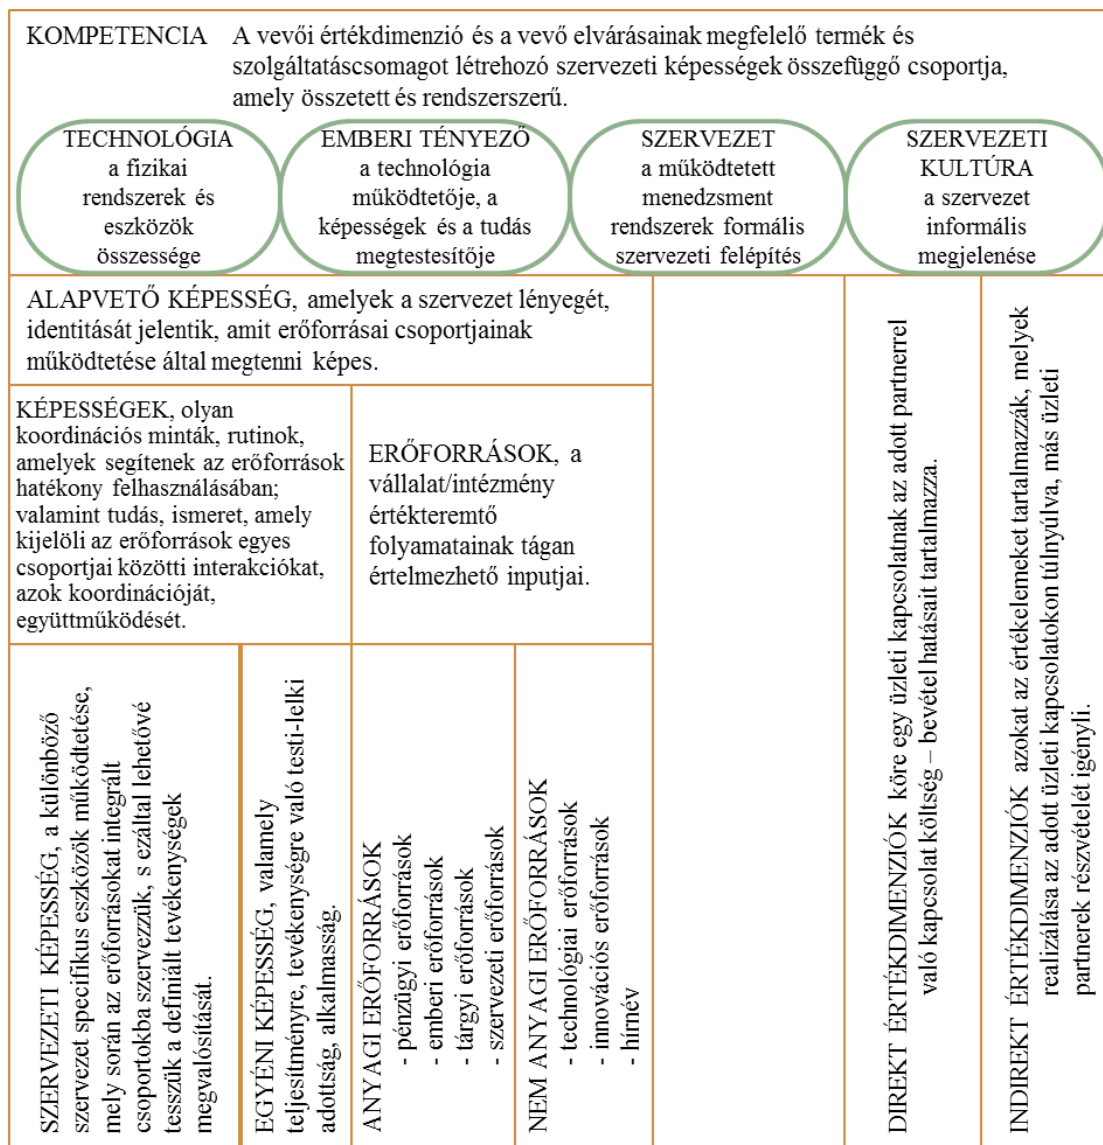 KOMPETENCIA A vevői értékdimenzió és a vevő elvárásainak megfelelő termék és
szolgáltatáscsomagot létrehozó szervezeti képességek összefüggő csoportja,
amely összetett és rendszerszerű.
TECHNOLÓGIA
a fizikai
rendszerek és
eszközök
összessége
EMBERI TÉNYEZŐ
a technológia
működtetője, a
képességek és a tudás
megtestesítője
SZERVEZET
a működtetett
menedzsment
rendszerek formális
szervezeti felépítés
SZERVEZETI
KULTÚRA
a szervezet
informális
megjelenése
ALAPVETŐ KÉPESSÉG, amelyek a szervezet lényegét,
identitását jelentik, amit erőforrásai csoportjainak
működtetése által megtenni képes.
KÉPESSÉGEK, olyan
koordinációs minták, rutinok,
amelyek segítenek az erőforrások
hatékony felhasználásában;
valamint tudás, ismeret, amely
kijelöli az erőforrások egyes
csoportjai közötti interakciókat,
azok koordinációját,
együttműködését.
ERŐFORRÁSOK, a
vállalat/intézmény
értékteremtő
folyamatainak tágan
értelmezhető inputjai.
SZERVEZETI KÉPESSÉG, a különböző
szervezet specifikus eszközök működtetése,
mely során az erőforrásokat integrált
csoportokba szervezzük, s ezáltal lehetővé
tesszük a definiált tevékenységek
megvalósítását.
EGYÉNI KÉPESSÉG, valamely
teljesítményre, tevékenységre való testi-lelki
adottság, alkalmasság.
ANYAGI ERŐFORRÁSOK
- pénzügyi erőforrások
- emberi erőforrások
- tárgyi erőforrások
- szervezeti erőforrások
NEM ANYAGI ERŐFORRÁSOK
- technológiai erőforrások
- innovációs erőforrások
- hírnév
DIREKT ÉRTÉKDIMENZIÓK köre egy üzleti kapcsolatnak az adott partnerrel
való kapcsolat költség – bevétel hatásait tartalmazza.
INDIREKT ÉRTÉKDIMENZIÓK azokat az értékelemeket tartalmazzák, melyek
realizálása az adott üzleti kapcsolatokon túlnyúlva, más üzleti
partnerek részvételét igényli.